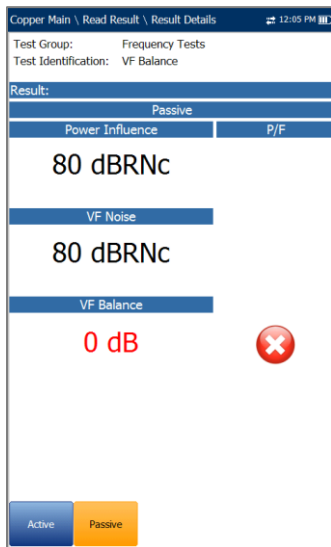 Copper Main \ Read Result \ Result Details 12:05 PM
Test Group: Frequency Tests
Test Identification: VF Balance
Result:
Passive
Power Influence P/F
80 dBRNc
VF Noise
80 dBRNc
VF Balance
0 dB
Active Passive